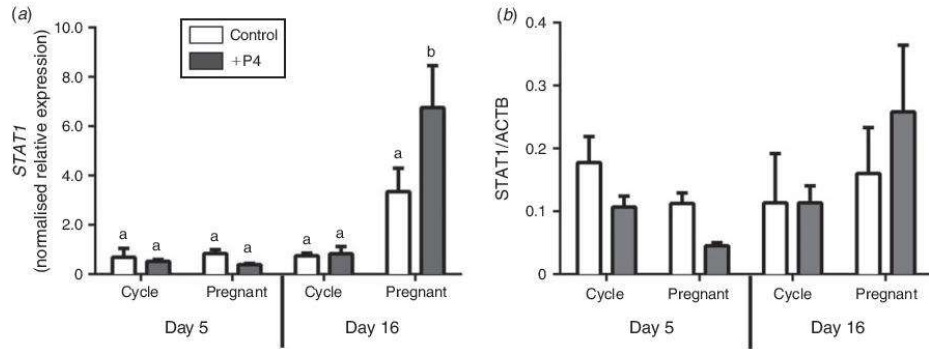 (a)
10.0
8.0
6.0
4.0
2.0
0
STAT1
(normalised relative expression)
Control
+P4
a
a
a
a
a
a
a
b
Cycle
Pregnant
Cycle
Pregnant
Day 5
Day 16
(b)
0.4
0.3
0.2
0.1
0
STAT1/ACTB
Cycle
Pregnant
Cycle
Pregnant
Day 5
Day 16